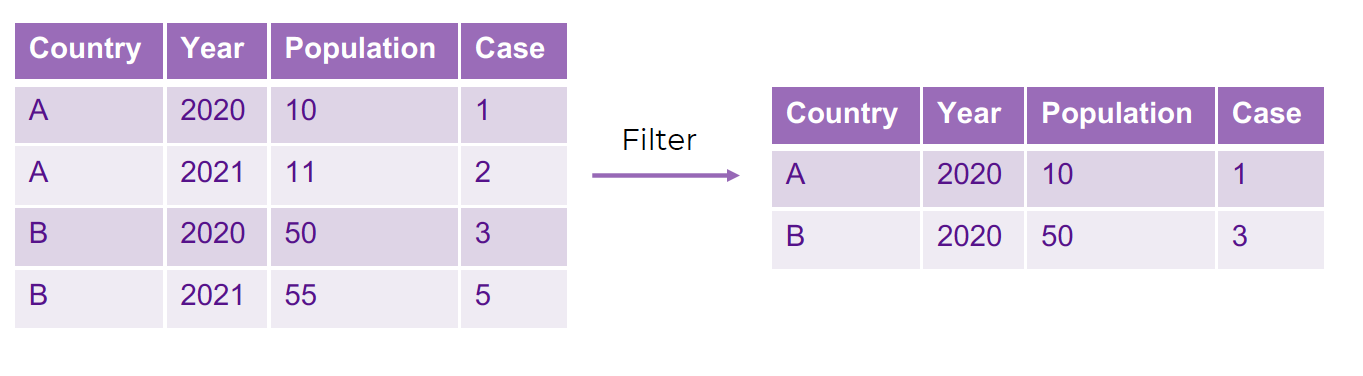 Country Year Population Case
A 2020 10 1
A 2021 11 2
B 2020 50 3
B 2021 55 5
Filter
Country Year Population Case
A 2020 10 1
B 2020 50 3